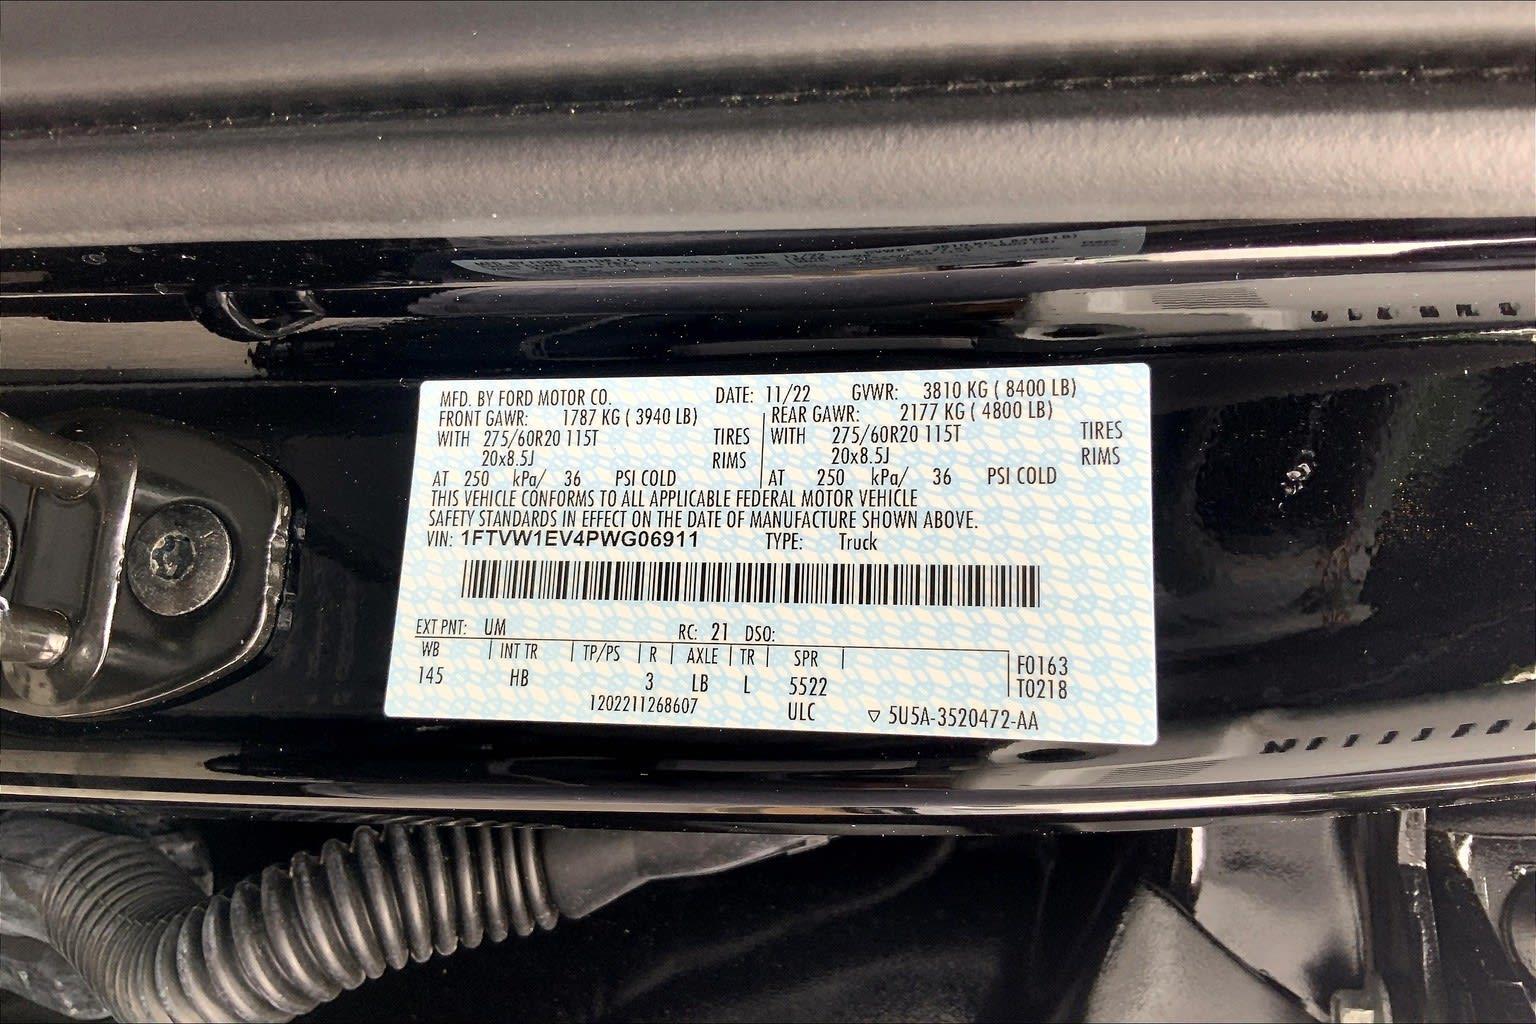 MFD. BY FORD MOTOR CO. DATE: 11/22 GVWR: 3810 KG ( 8400 LB)
FRONT GAWR: 1787 KG ( 3940 LB) REAR GAWR: 2177 KG ( 4800 LB)
WITH 275/60R20 115T TIRES WITH 275/60R20 115T TIRES
20x8.5J RIMS 20x8.5J RIMS
AT 250 kPa/ 36 PSI COLD AT 250 kPa/ 36 PSI COLD
THIS VEHICLE CONFORMS TO ALL APPLICABLE FEDERAL MOTOR VEHICLE
SAFETY STANDARDS IN EFFECT ON THE DATE OF MANUFACTURE SHOWN ABOVE.
VIN: 1FTVW1EV4PWG06911 TYPE: Truck
EXT PNT: UM RC: 21 DSO:
WB INT TR TP/PS R AXLE TR SPR F0163
145 HB 3 LB L 5522 T0218
1202211268607 ULC ▽ 5U5A-3520472-AA